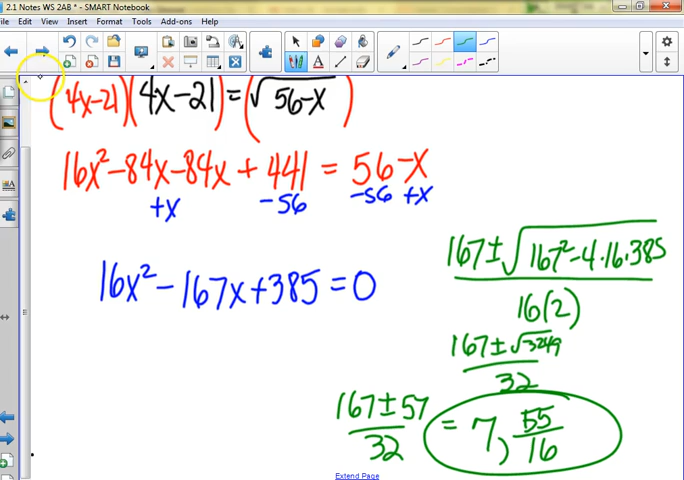 2.1 Notes WS 2AB * - SMART Notebook
File Edit View Insert Format Tools Add-ons Help
(4x-21)(4x-21) = (√56-x)
16x² -84x -84x + 441 = 56 -x
+x -56 -56 +x
16x² - 167x + 385 = 0
167 ± √167² - 4·16·385
16(2)
167 ± √3249
32
167 ± 57
32
= 7, 55
16
Extend Page